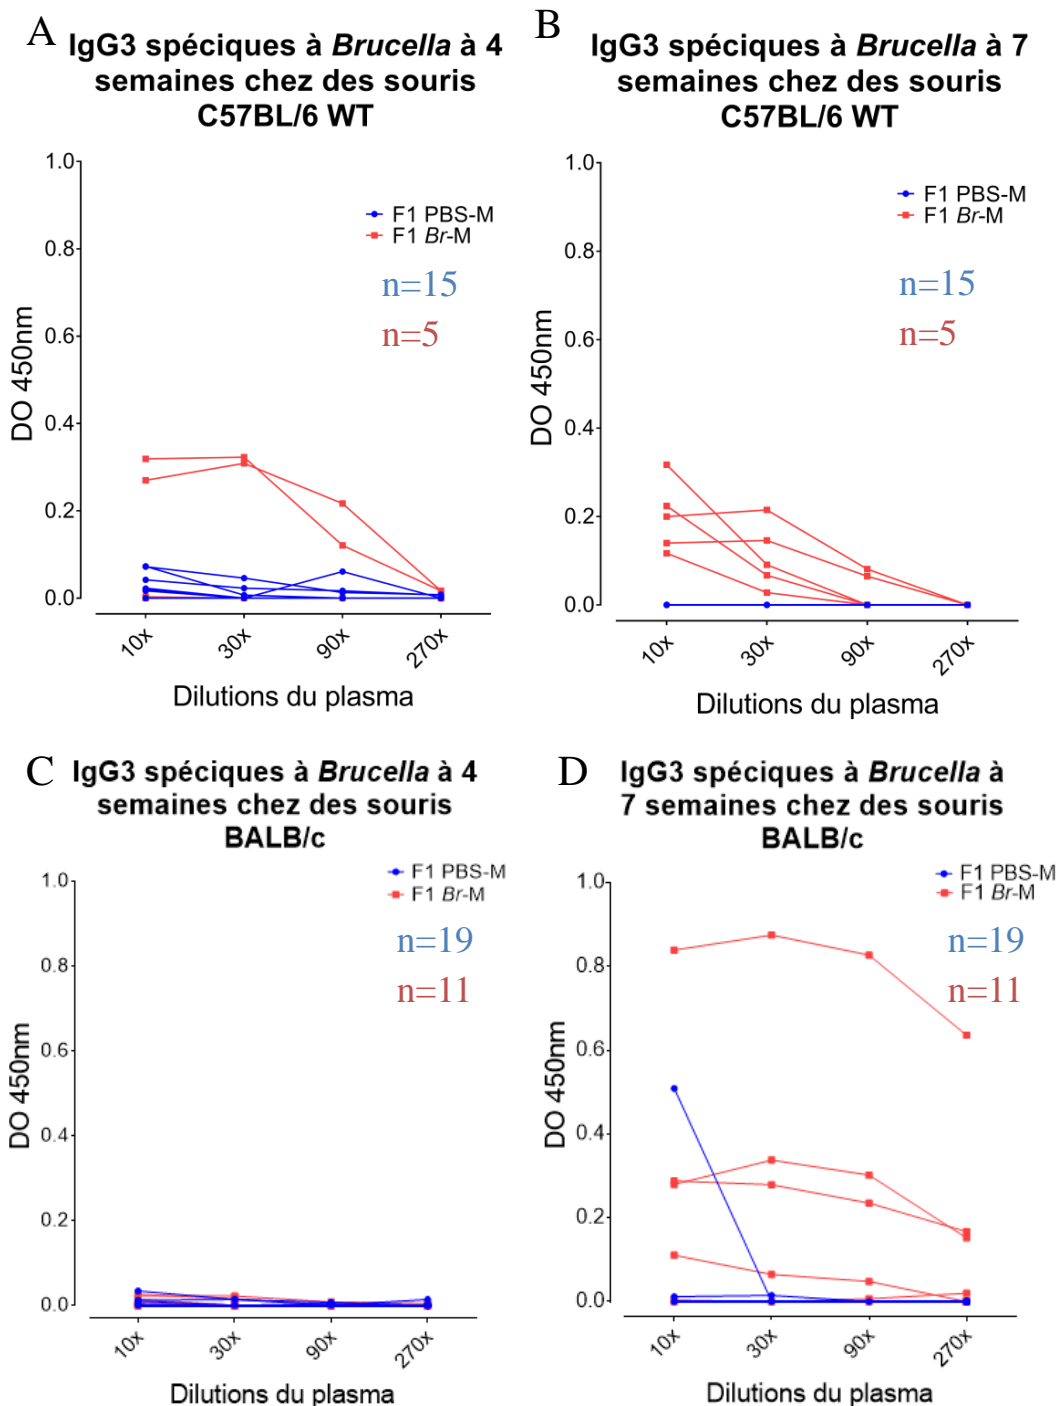 A
IgG3 spéciques à Brucella à 4
semaines chez des souris
C57BL/6 WT
1.0
0.8
0.6
0.4
0.2
0.0
DO 450nm
F1 PBS-M
F1 Br-M
n=15
n=5
10x
30x
90x
270x
Dilutions du plasma
B
IgG3 spéciques à Brucella à 7
semaines chez des souris
C57BL/6 WT
1.0
0.8
0.6
0.4
0.2
0.0
DO 450nm
F1 PBS-M
F1 Br-M
n=15
n=5
10x
30x
90x
270x
Dilutions du plasma
C
IgG3 spéciques à Brucella à 4
semaines chez des souris
BALB/c
1.0
0.8
0.6
0.4
0.2
0.0
DO 450nm
F1 PBS-M
F1 Br-M
n=19
n=11
10x
30x
90x
270x
Dilutions du plasma
D
IgG3 spéciques à Brucella à
7 semaines chez des souris
BALB/c
1.0
0.8
0.6
0.4
0.2
0.0
DO 450nm
F1 PBS-M
F1 Br-M
n=19
n=11
10x
30x
90x
270x
Dilutions du plasma